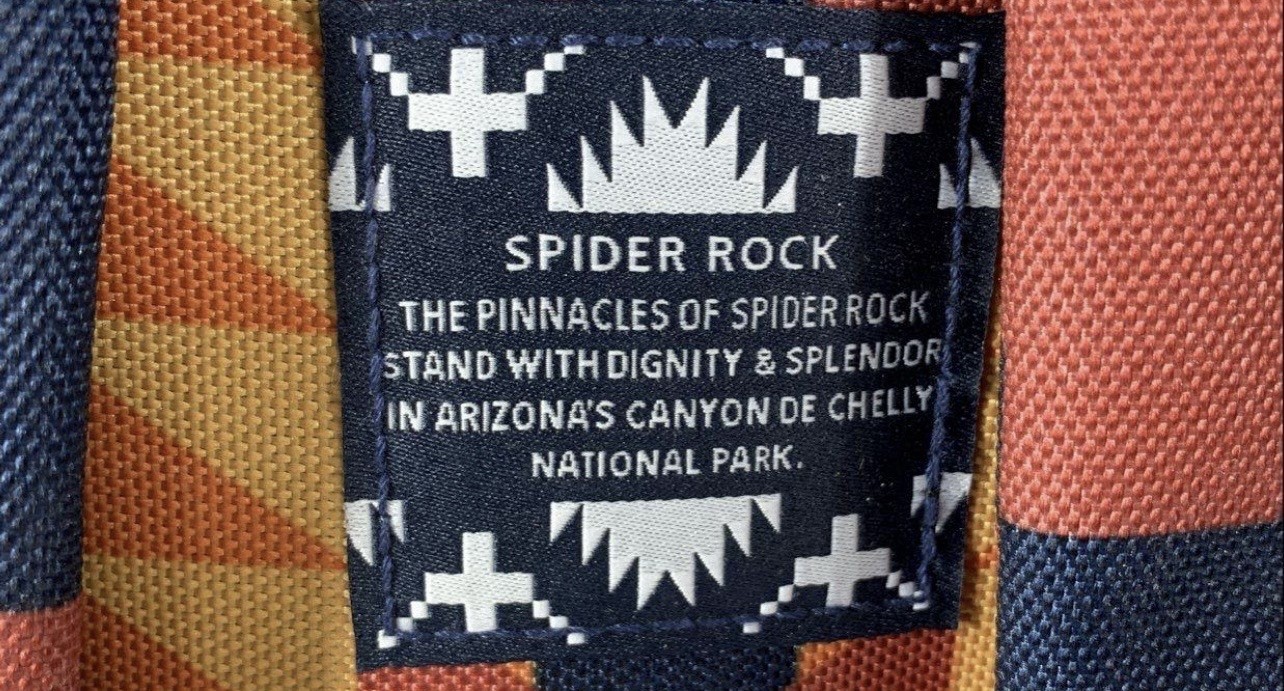 SPIDER ROCK
THE PINNACLES OF SPIDER ROCK
STAND WITH DIGNITY & SPLENDOR
IN ARIZONA'S CANYON DE CHELLY
NATIONAL PARK.